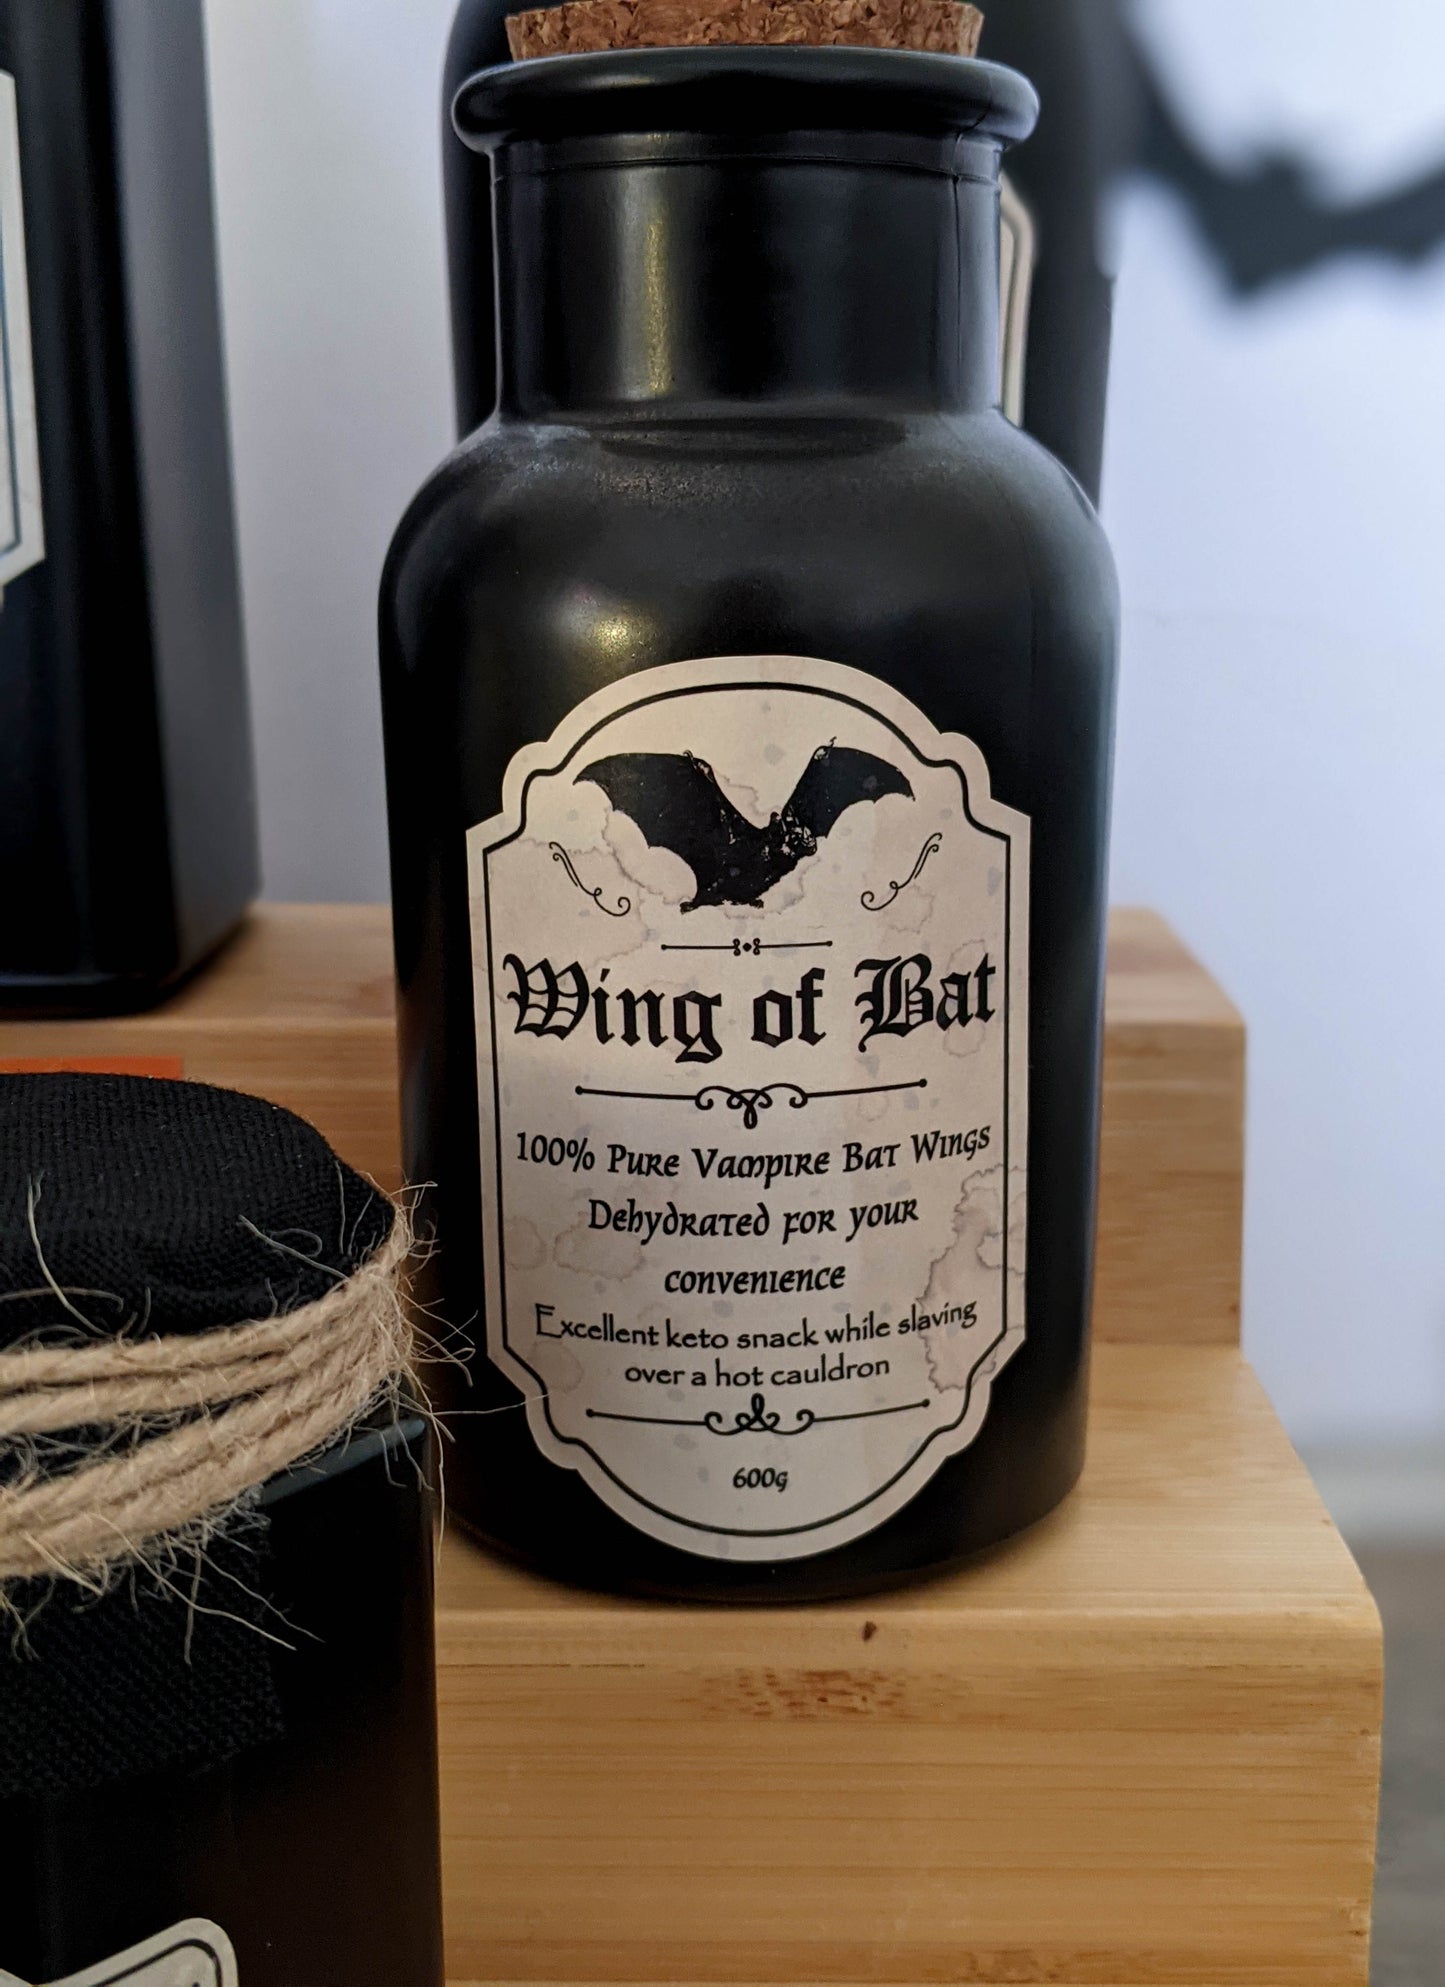 Wing of Bat
100% Pure Vampire Bat Wings
Dehydrated for your
convenience
Excellent keto snack while slaving
over a hot cauldron
600g